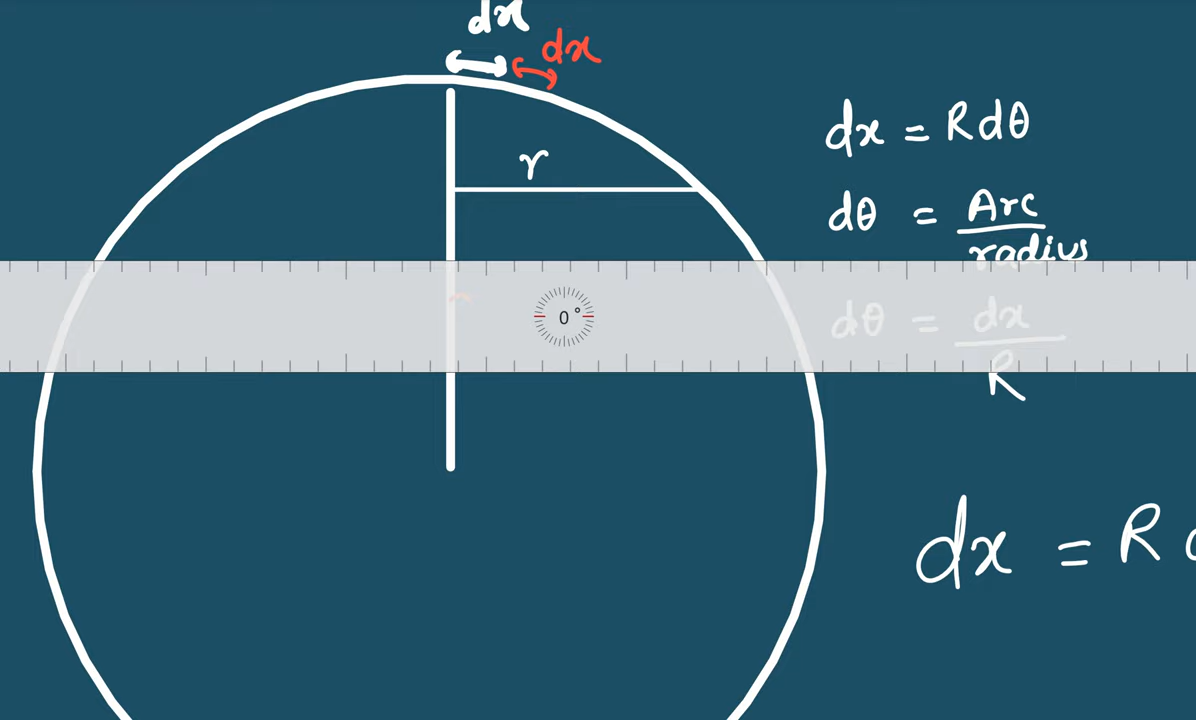 dx
dx
r
dx = Rdθ
dθ = Arc
radius
0°
dθ = dx
R
dx = R